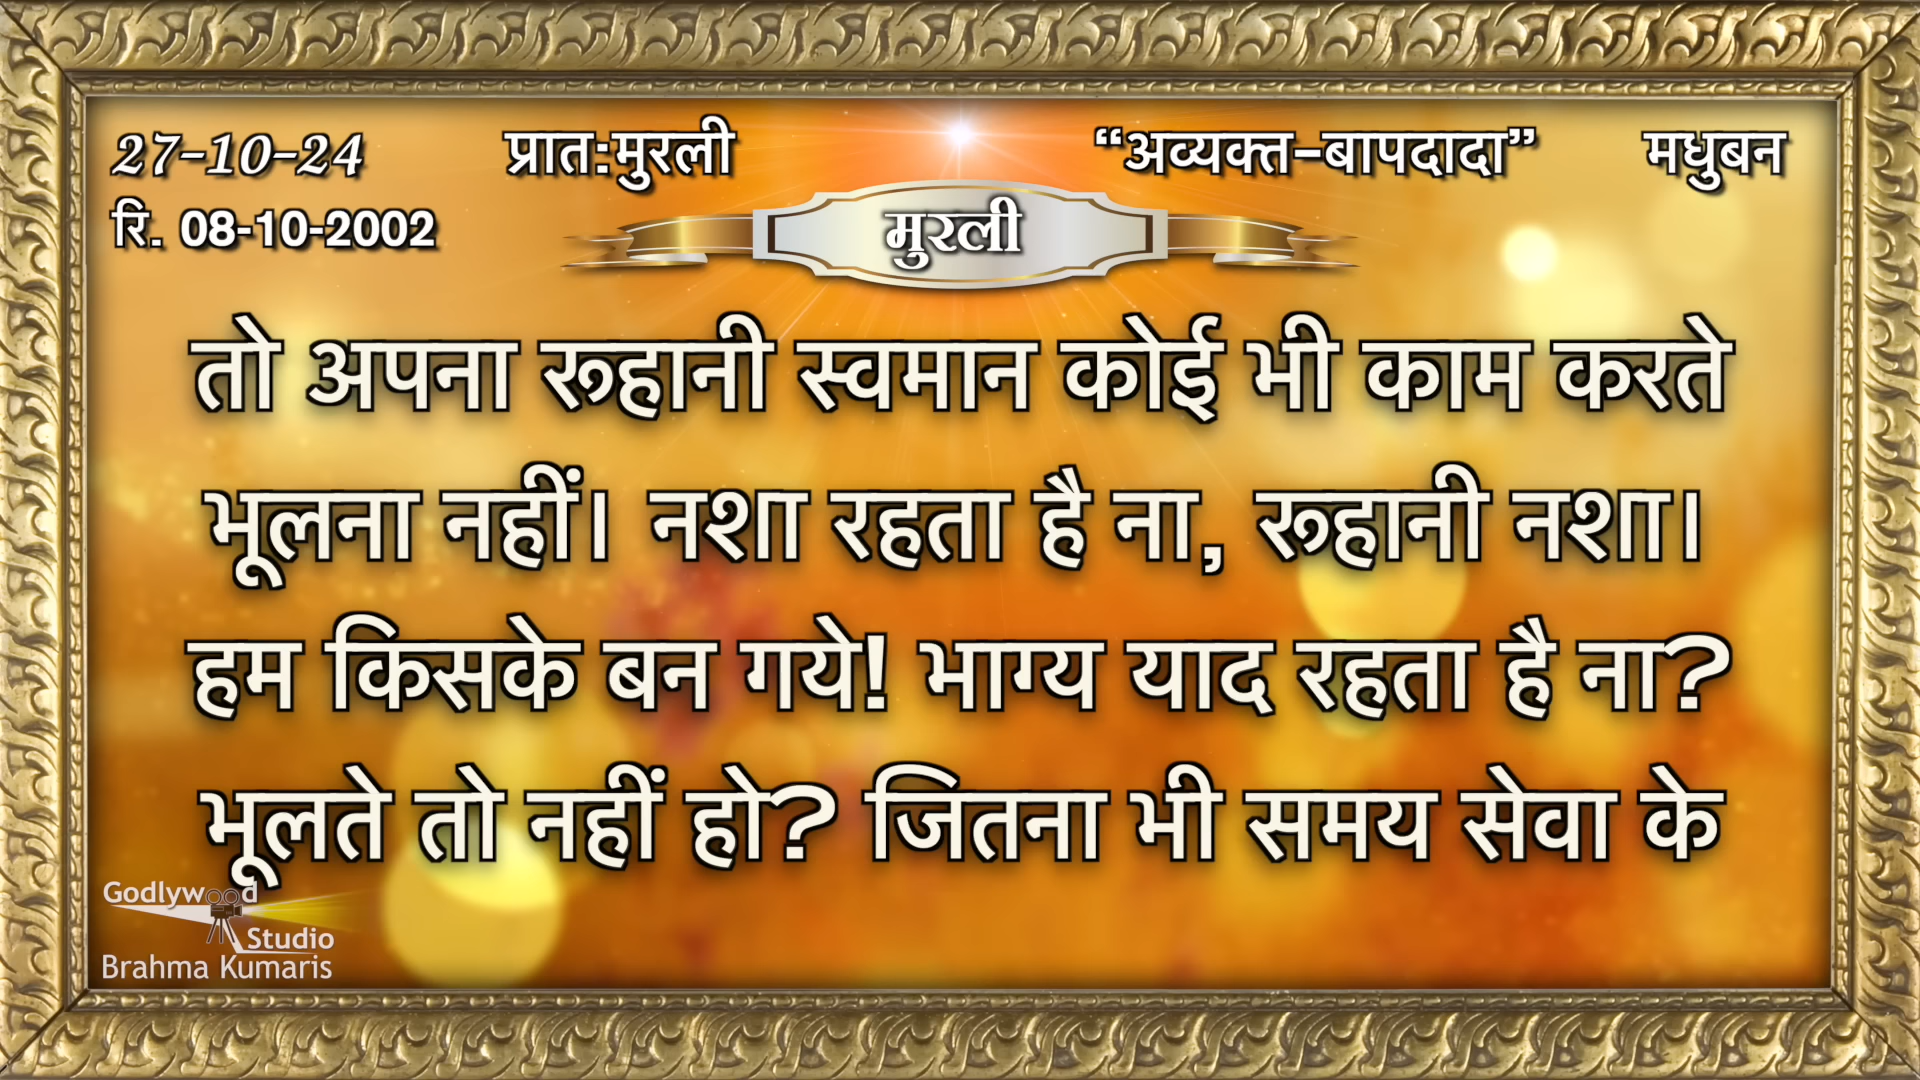 27-10-24 प्रात:मुरली “अव्यक्त-बापदादा” मधुबन
रि. 08-10-2002
मुरली
तो अपना रूहानी स्वमान कोई भी काम करते
भूलना नहीं। नशा रहता है ना, रूहानी नशा।
हम किसके बन गये! भाग्य याद रहता है ना?
भूलते तो नहीं हो? जितना भी समय सेवा के
Godlywood
Studio
Brahma Kumaris